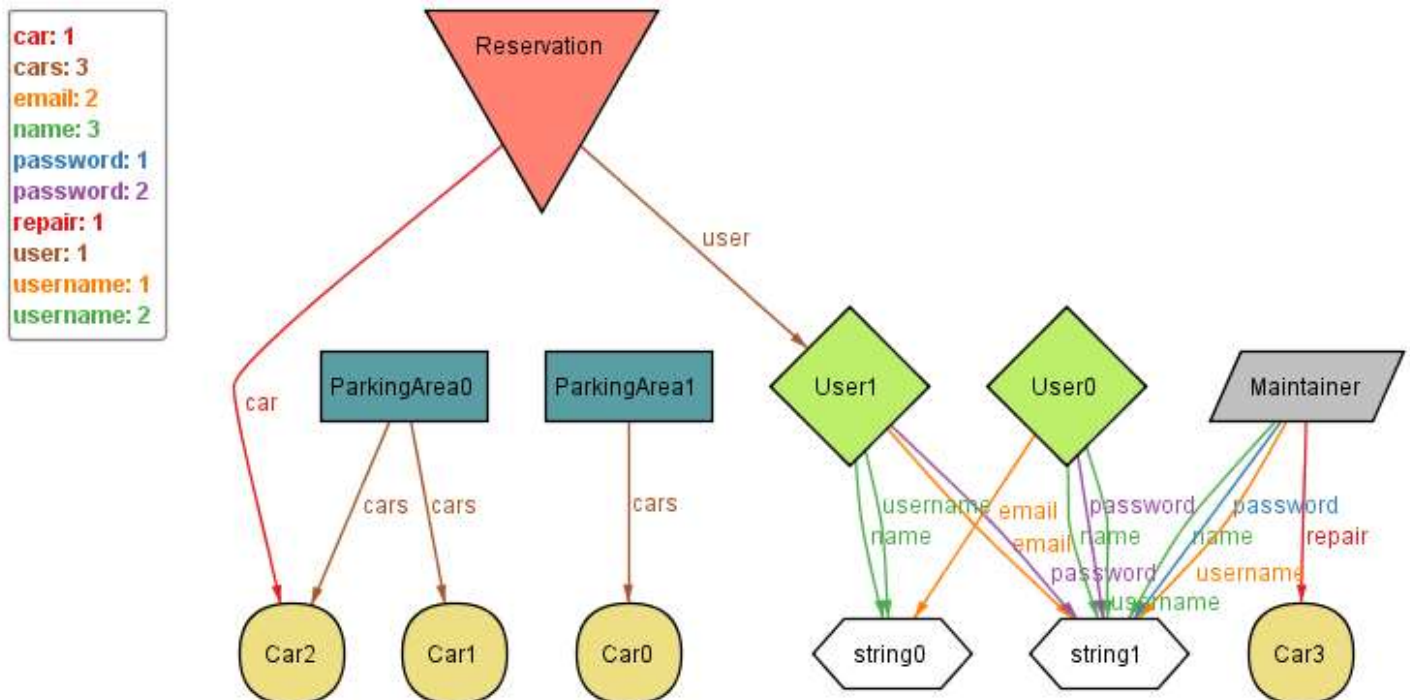 car: 1
cars: 3
email: 2
name: 3
password: 1
password: 2
repair: 1
user: 1
username: 1
username: 2
Reservation
user
ParkingArea0
ParkingArea1
User1
User0
Maintainer
car
cars
cars
cars
username
email
password
password
name
email
name
name
repair
password
username
username
Car2
Car1
Car0
string0
string1
Car3